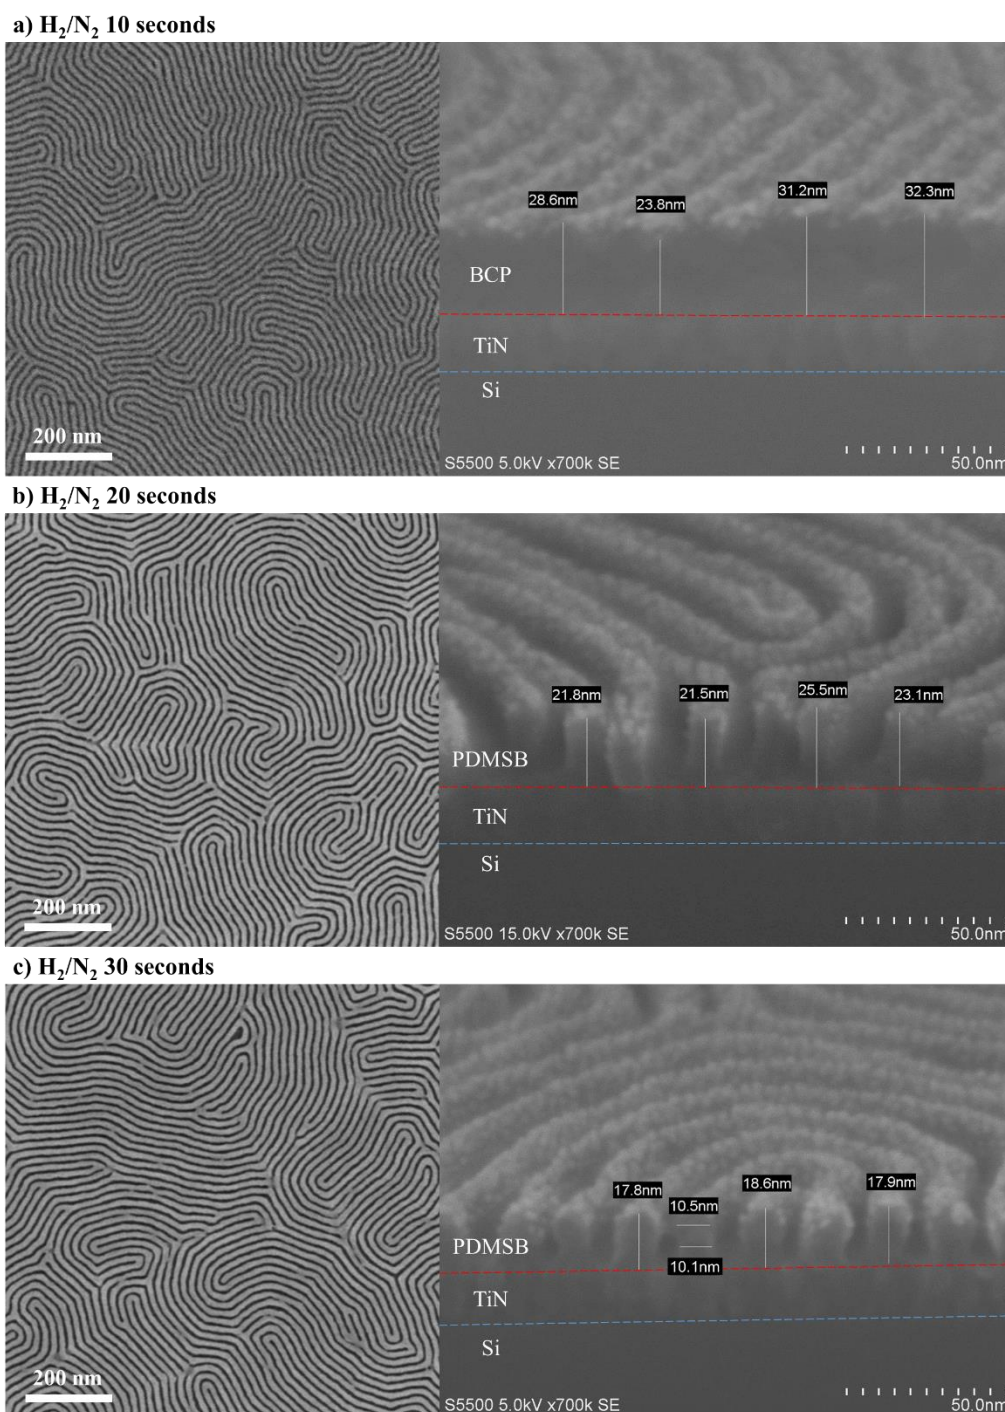 a) H₂/N₂ 10 seconds
28.6nm
23.8nm
31.2nm
32.3nm
BCP
TiN
Si
200 nm
S5500 5.0kV x700k SE
50.0nm
b) H₂/N₂ 20 seconds
21.8nm
21.5nm
25.5nm
23.1nm
PDMSB
TiN
Si
200 nm
S5500 15.0kV x700k SE
50.0nm
c) H₂/N₂ 30 seconds
17.8nm
10.5nm
18.6nm
17.9nm
PDMSB
10.1nm
TiN
Si
200 nm
S5500 5.0kV x700k SE
50.0nm